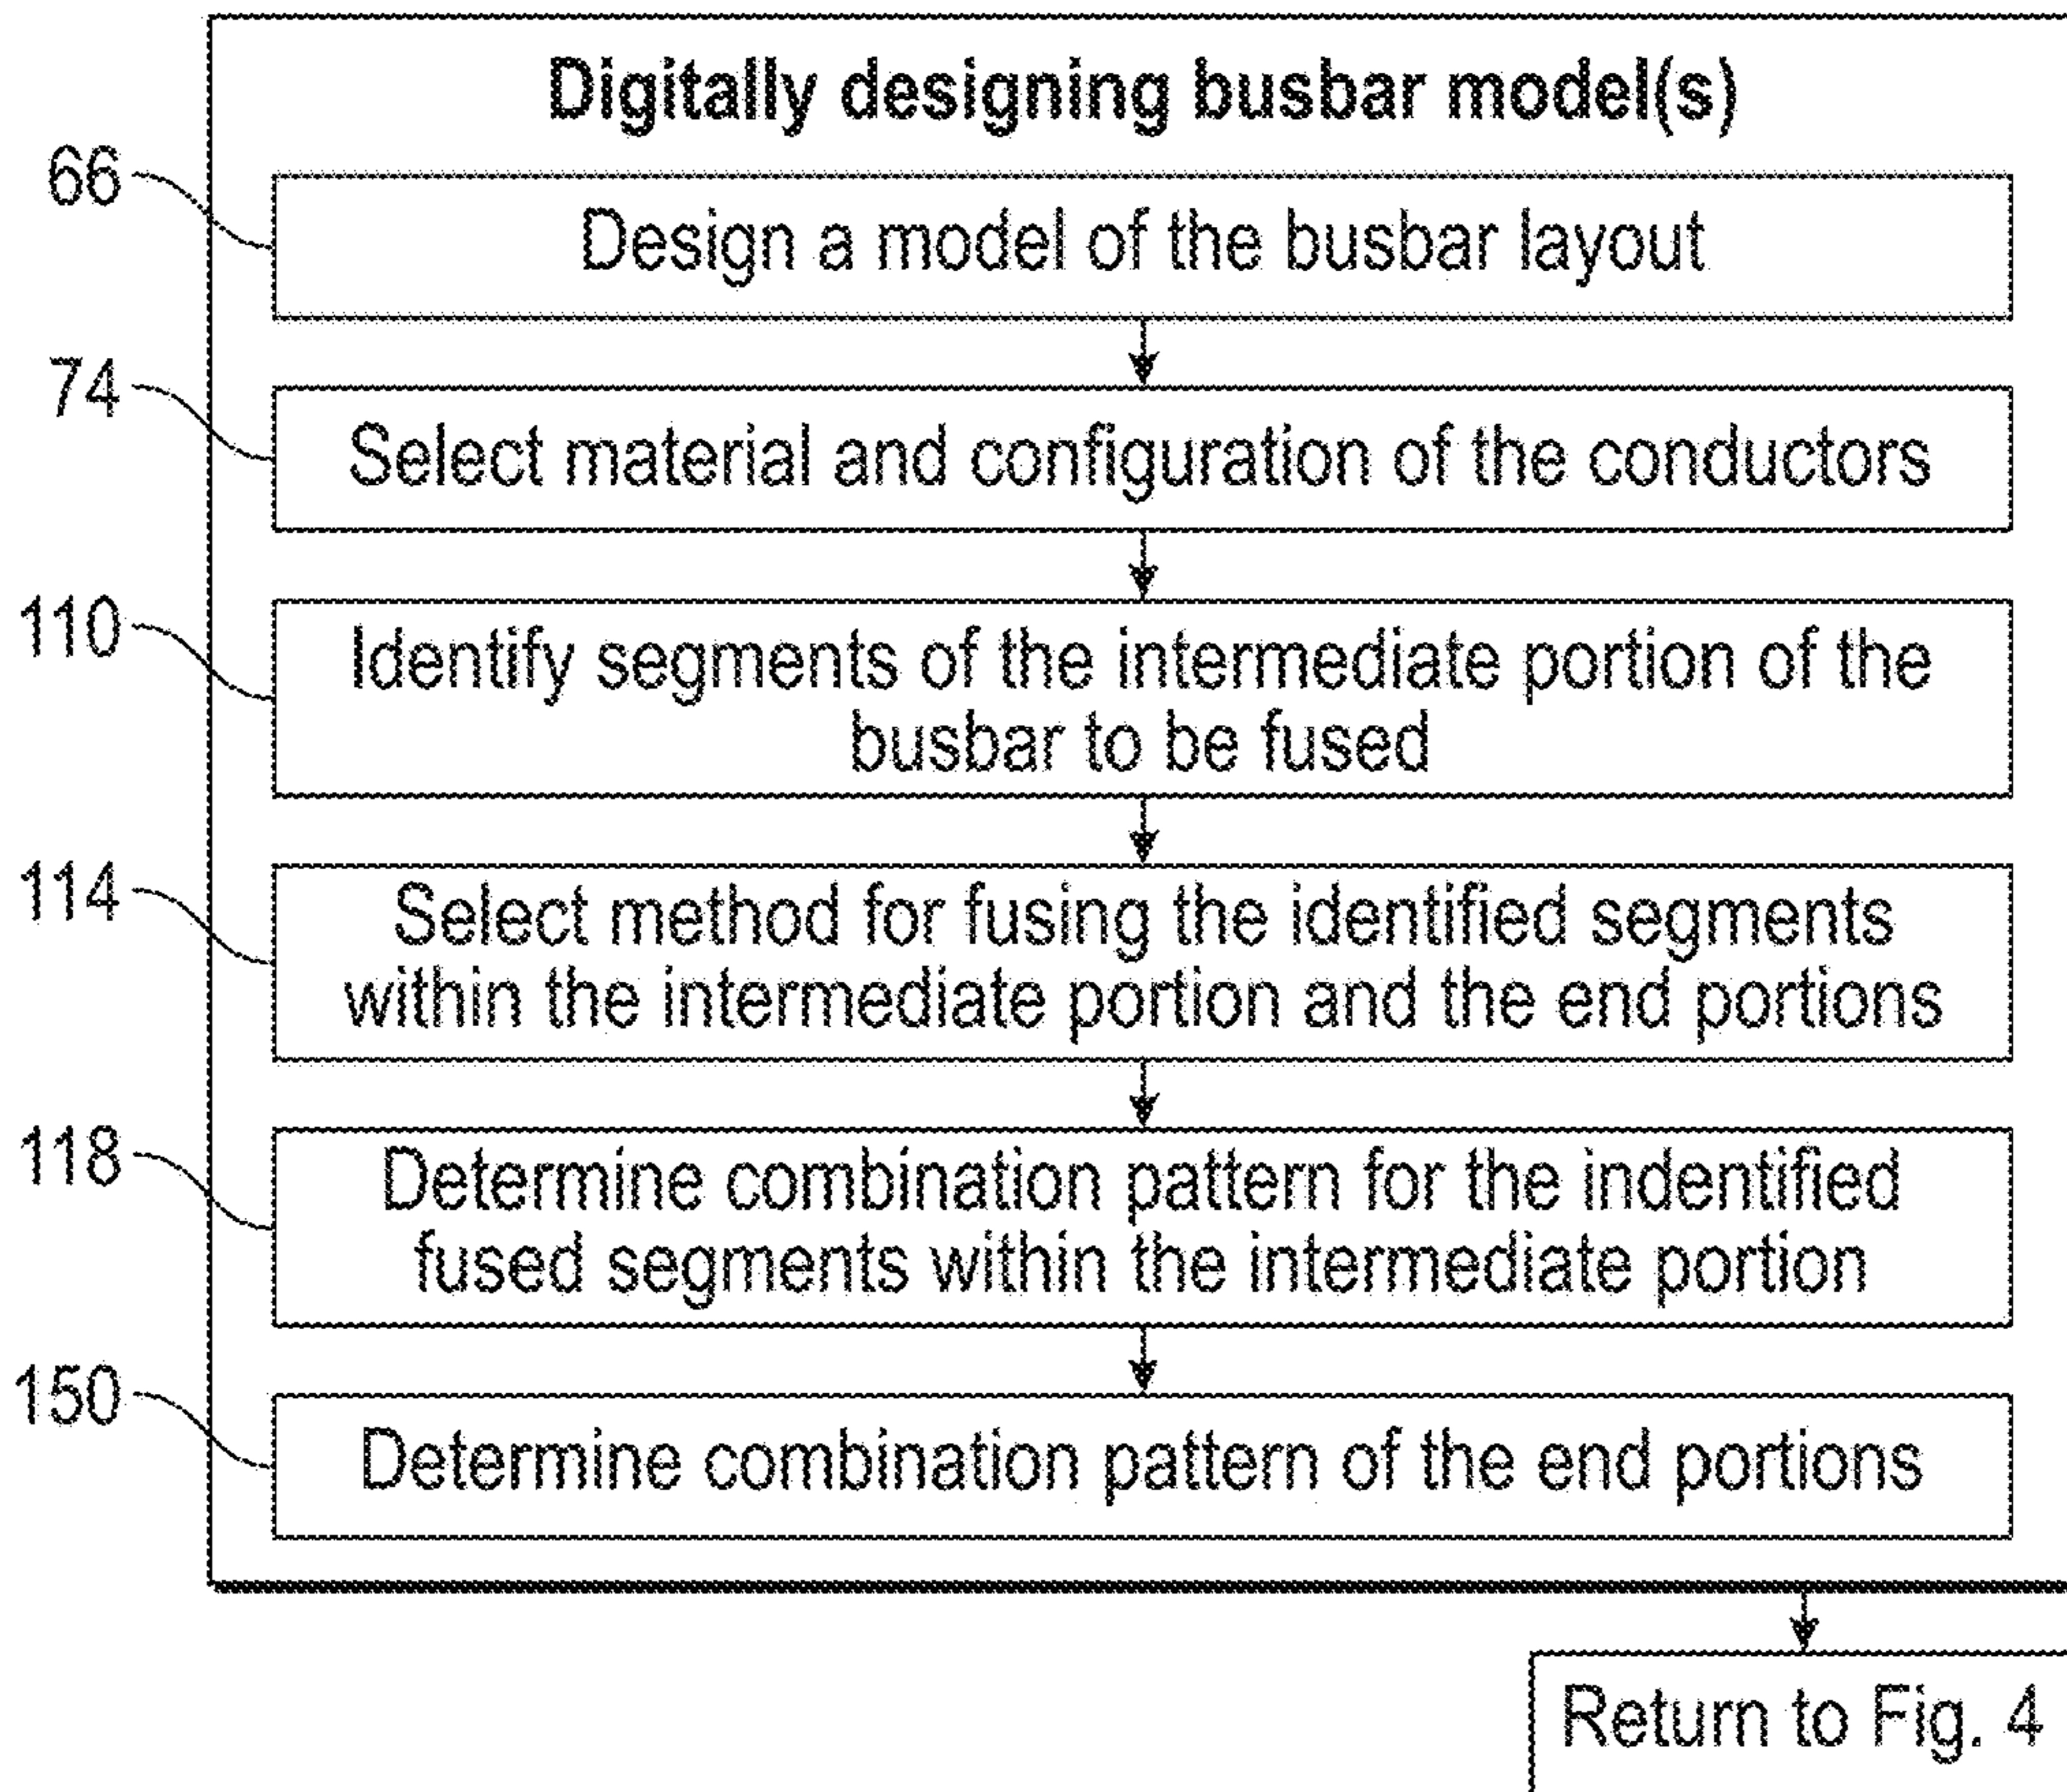 Digitally designing busbar model(s)
66
Design a model of the busbar layout
74
Select material and configuration of the conductors
110
Identify segments of the intermediate portion of the
busbar to be fused
114
Select method for fusing the identified segments
within the intermediate portion and the end portions
118
Determine combination pattern for the indentified
fused segments within the intermediate portion
150
Determine combination pattern of the end portions
Return to Fig. 4